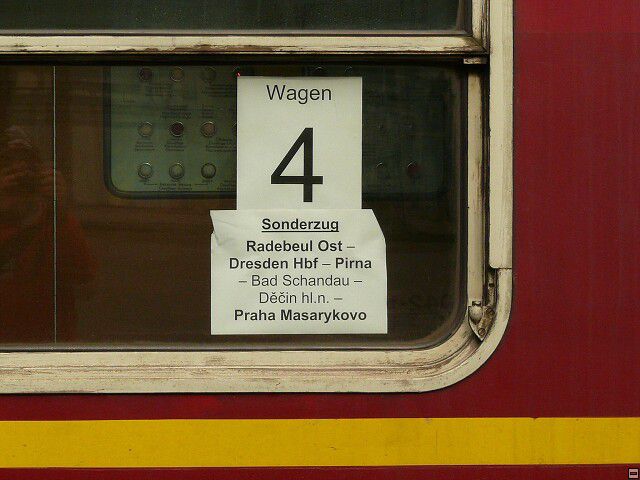 Wagen
4
Sonderzug
Radebeul Ost –
Dresden Hbf – Pirna
– Bad Schandau –
Děčín hl.n. –
Praha Masarykovo